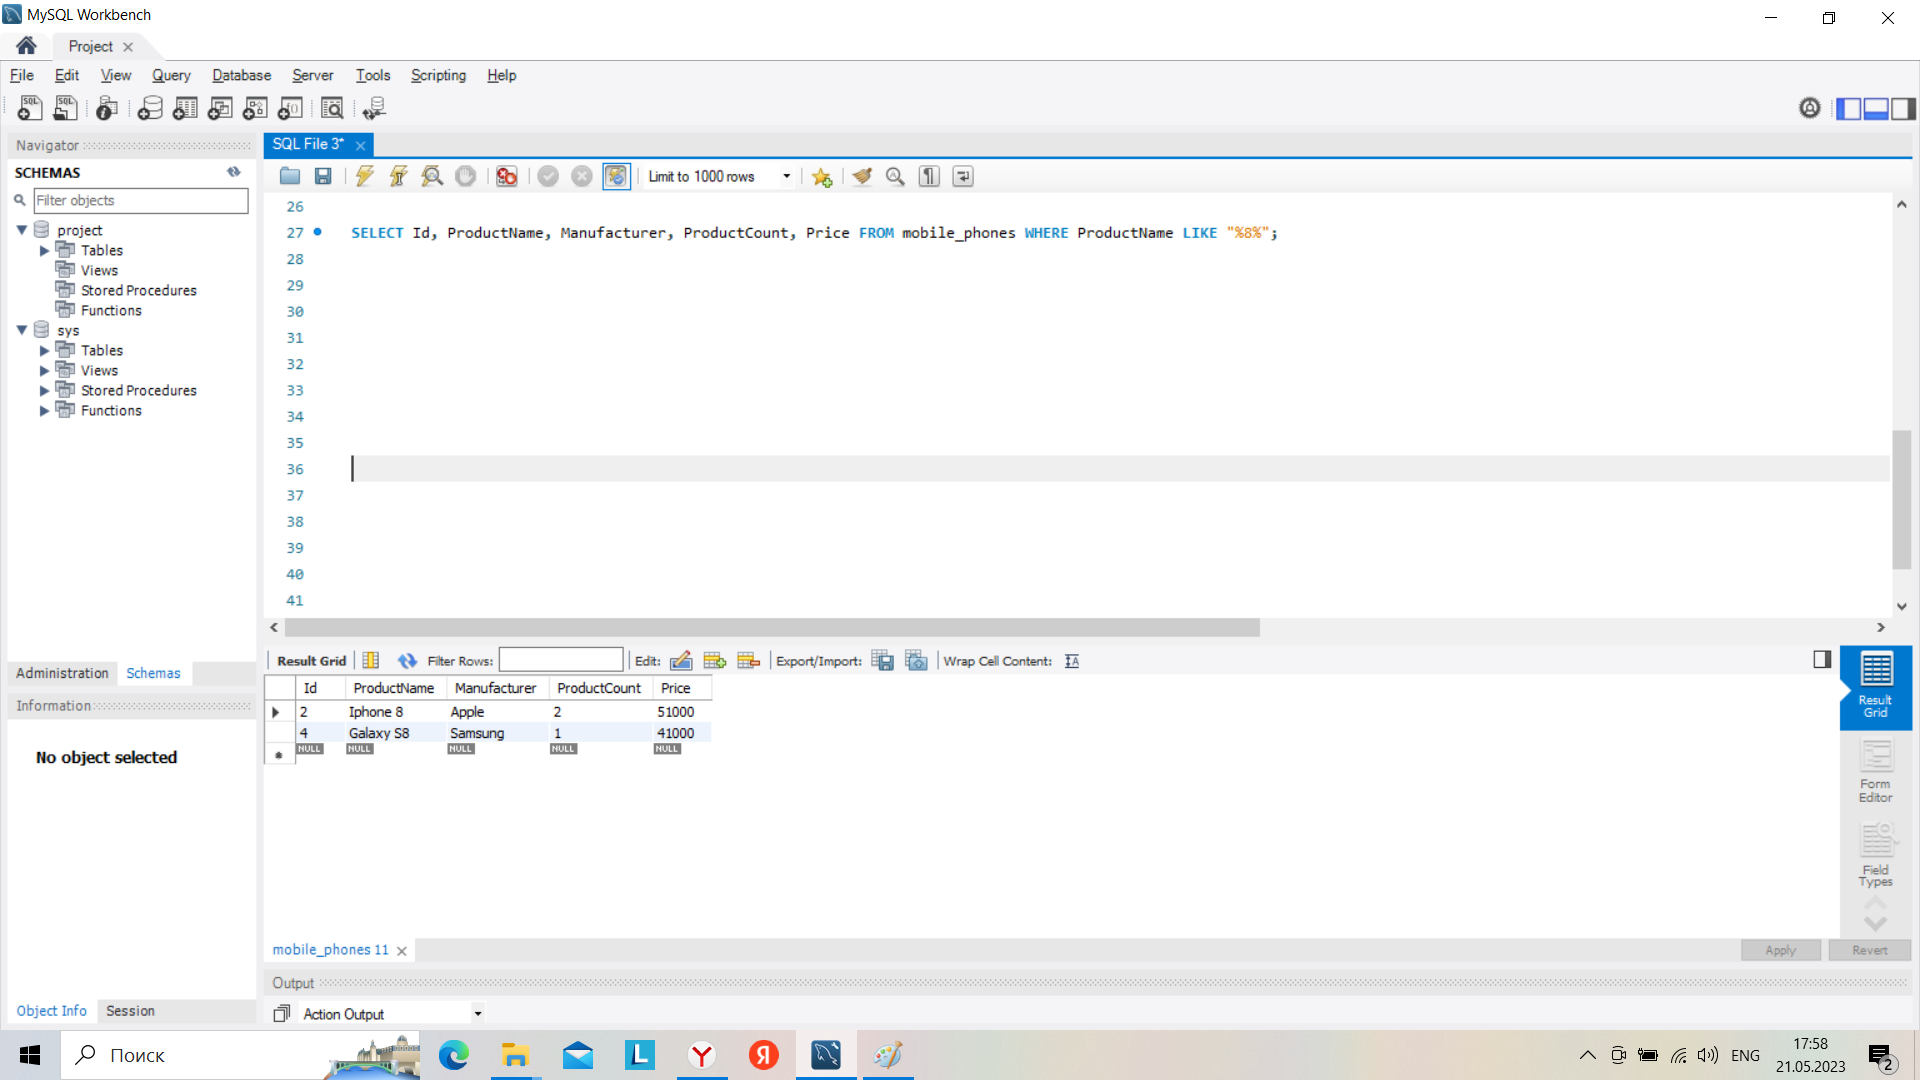 MySQL Workbench
Project
File Edit View Query Database Server Tools Scripting Help
Navigator
SCHEMAS
Filter objects
project
Tables
Views
Stored Procedures
Functions
sys
Tables
Views
Stored Procedures
Functions
Administration Schemas
Information
No object selected
Object Info Session
SQL File 3*
Limit to 1000 rows
26
27 SELECT Id, ProductName, Manufacturer, ProductCount, Price FROM mobile_phones WHERE ProductName LIKE "%8%";
28
29
30
31
32
33
34
35
36
37
38
39
40
41
Result Grid Filter Rows: Edit: Export/Import: Wrap Cell Content:
Id ProductName Manufacturer ProductCount Price
2 Iphone 8 Apple 2 51000
4 Galaxy S8 Samsung 1 41000
NULL NULL NULL NULL NULL
Result
Grid
Form
Editor
Field
Types
mobile_phones 11
Apply Revert
Output
Action Output
Поиск
ENG
17:58
21.05.2023
2